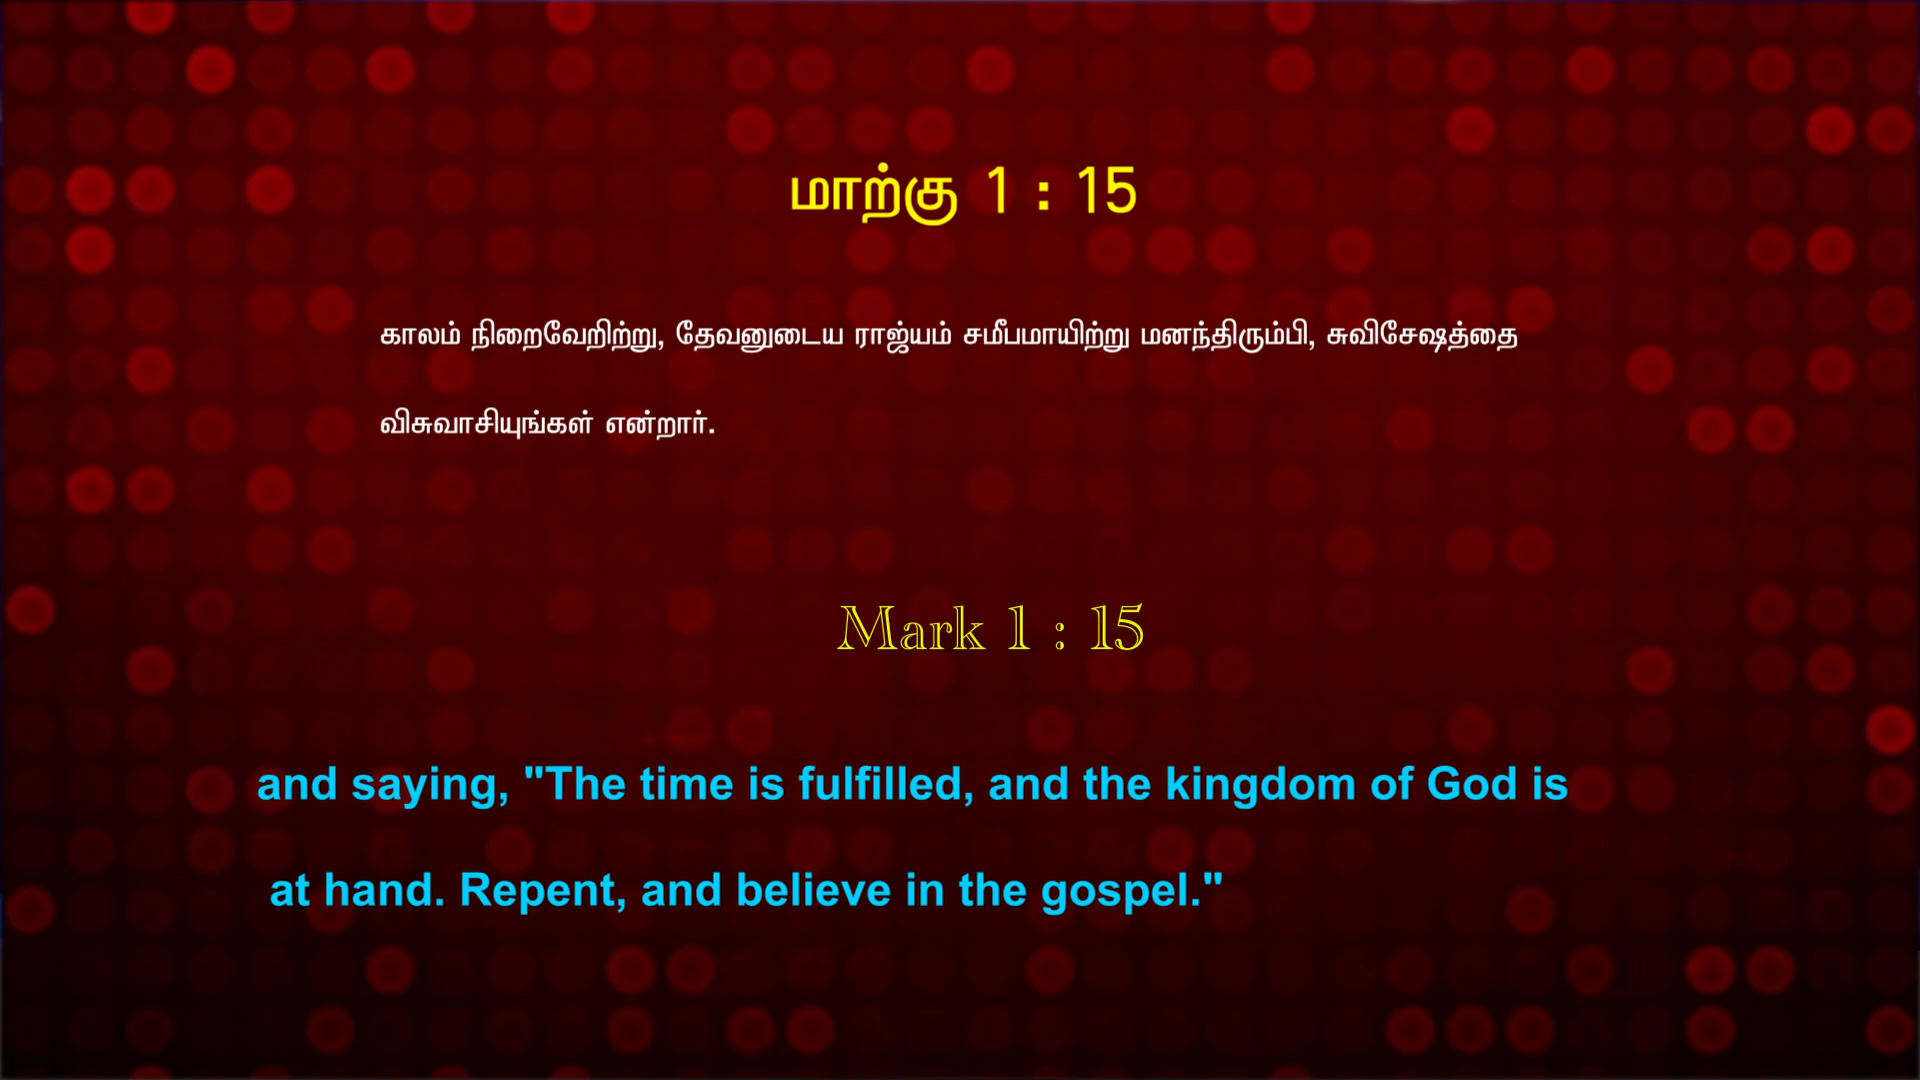 மாற்கு 1 : 15
காலம் நிறைவேறிற்று, தேவனுடைய ராஜ்யம் சமீபமாயிற்று மனந்திரும்பி, சுவிசேஷத்தை
விசுவாசியுங்கள் என்றார்.
Mark 1 : 15
and saying, "The time is fulfilled, and the kingdom of God is
at hand. Repent, and believe in the gospel."